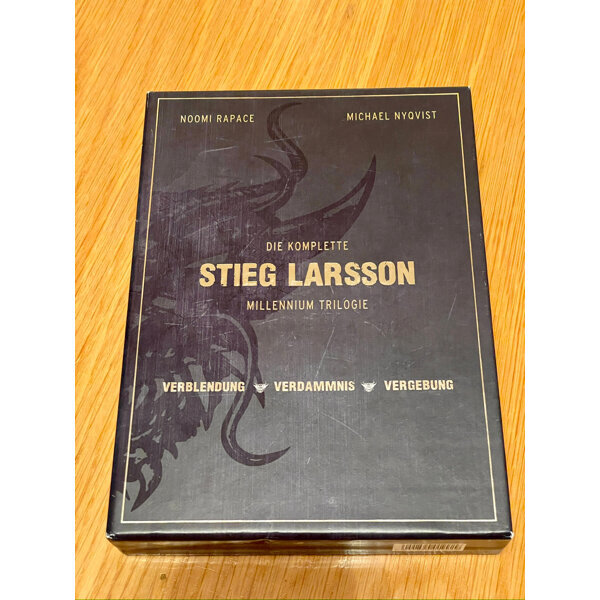 NOOMI RAPACE MICHAEL NYQVIST
DIE KOMPLETTE
STIEG LARSSON
MILLENNIUM TRILOGIE
VERBLENDUNG VERDAMMNIS VERGEBUNG